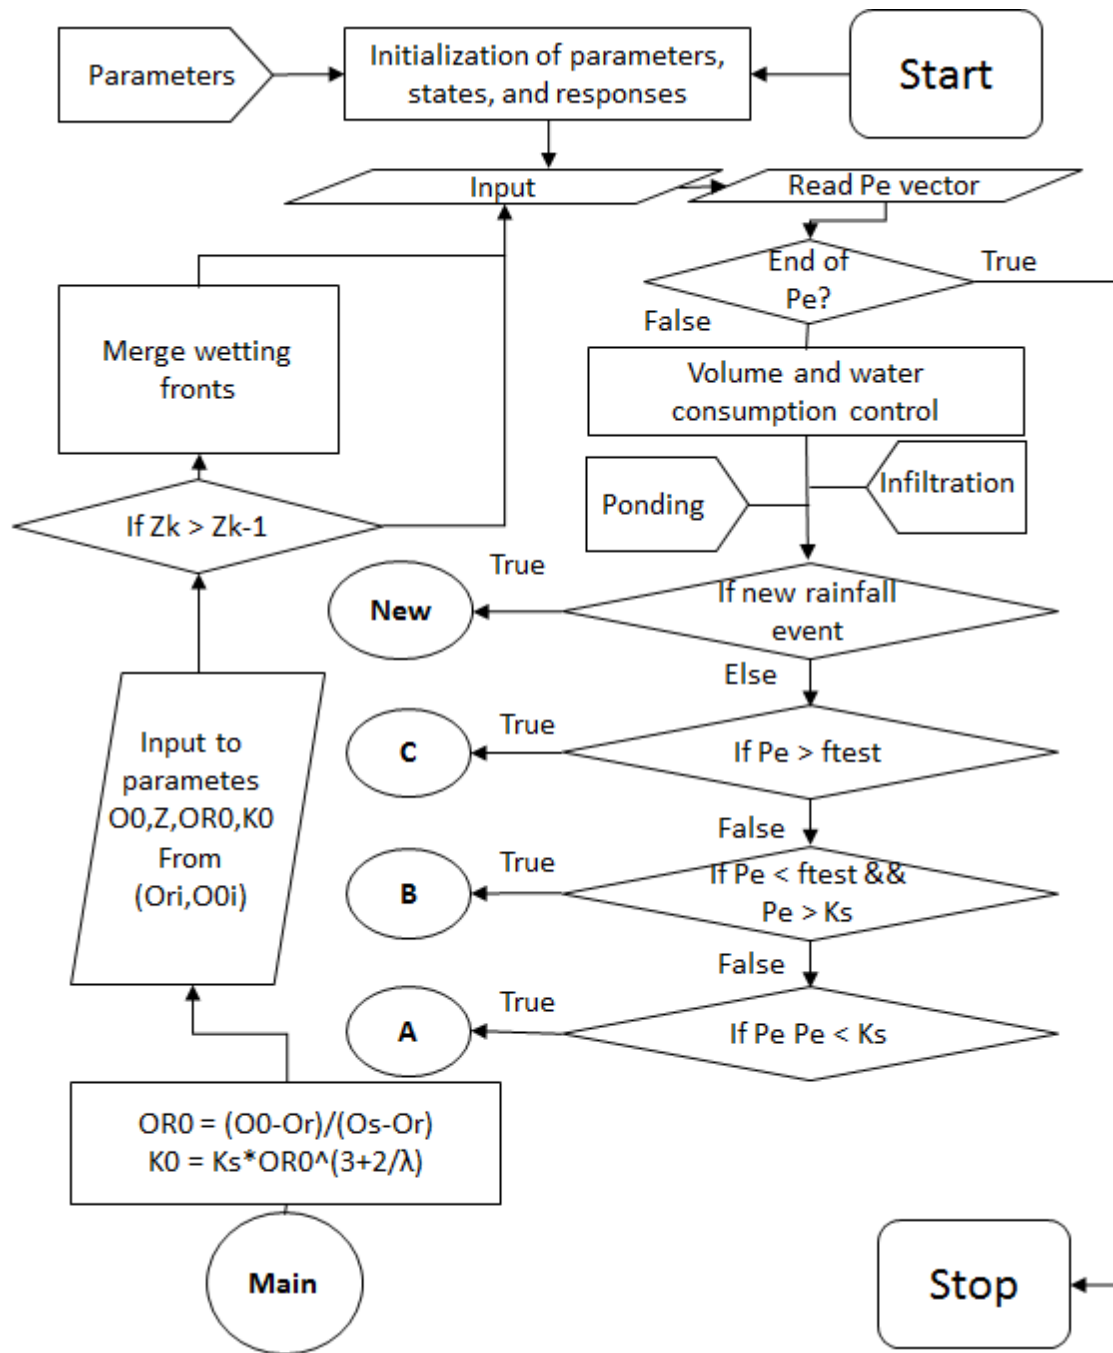 Parameters
Initialization of parameters,
states, and responses
Start
Input
Read Pe vector
End of
Pe?
True
False
Merge wetting
fronts
Volume and water
consumption control
Ponding
Infiltration
If Zk > Zk-1
True
New
If new rainfall
event
Else
True
C
If Pe > ftest
False
Input to
parametes
O0,Z,OR0,K0
From
(Ori,O0i)
True
B
If Pe < ftest &&
Pe > Ks
False
True
A
If Pe Pe < Ks
OR0 = (O0-Or)/(Os-Or)
K0 = Ks*OR0^(3+2/λ)
Main
Stop